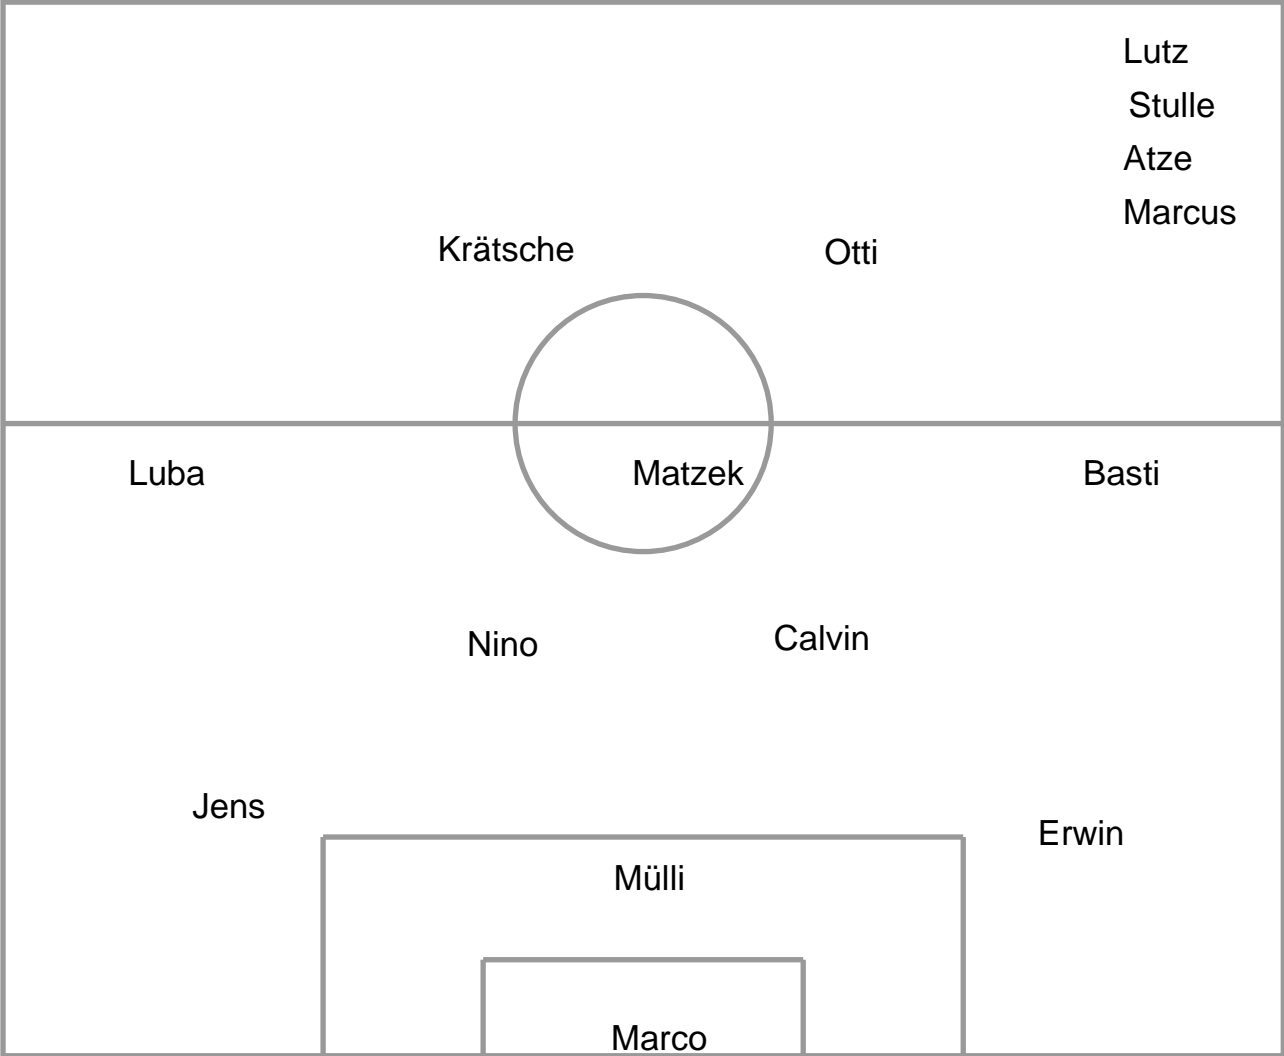 Lutz
Stulle
Atze
Marcus
Krätsche Otti
Luba Matzek Basti
Nino Calvin
Jens
Erwin
Mülli
Marco